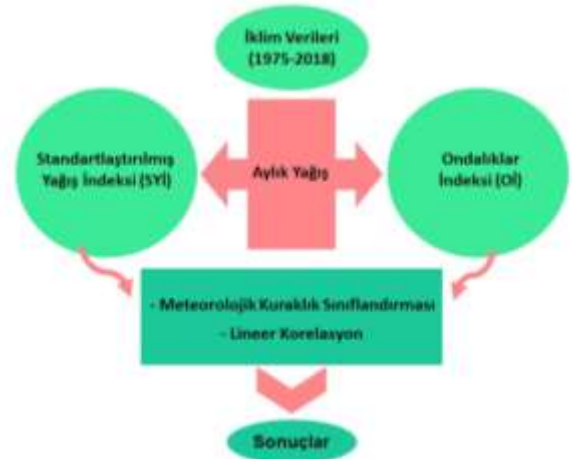 İklim Verileri
(1975-2018)
Standartlaştırılmış
Yağış İndeksi (SYİ)
Aylık Yağış
Ondalıklar
İndeksi (Oİ)
- Meteorolojik Kuraklık Sınıflandırması
- Lineer Korelasyon
Sonuçlar